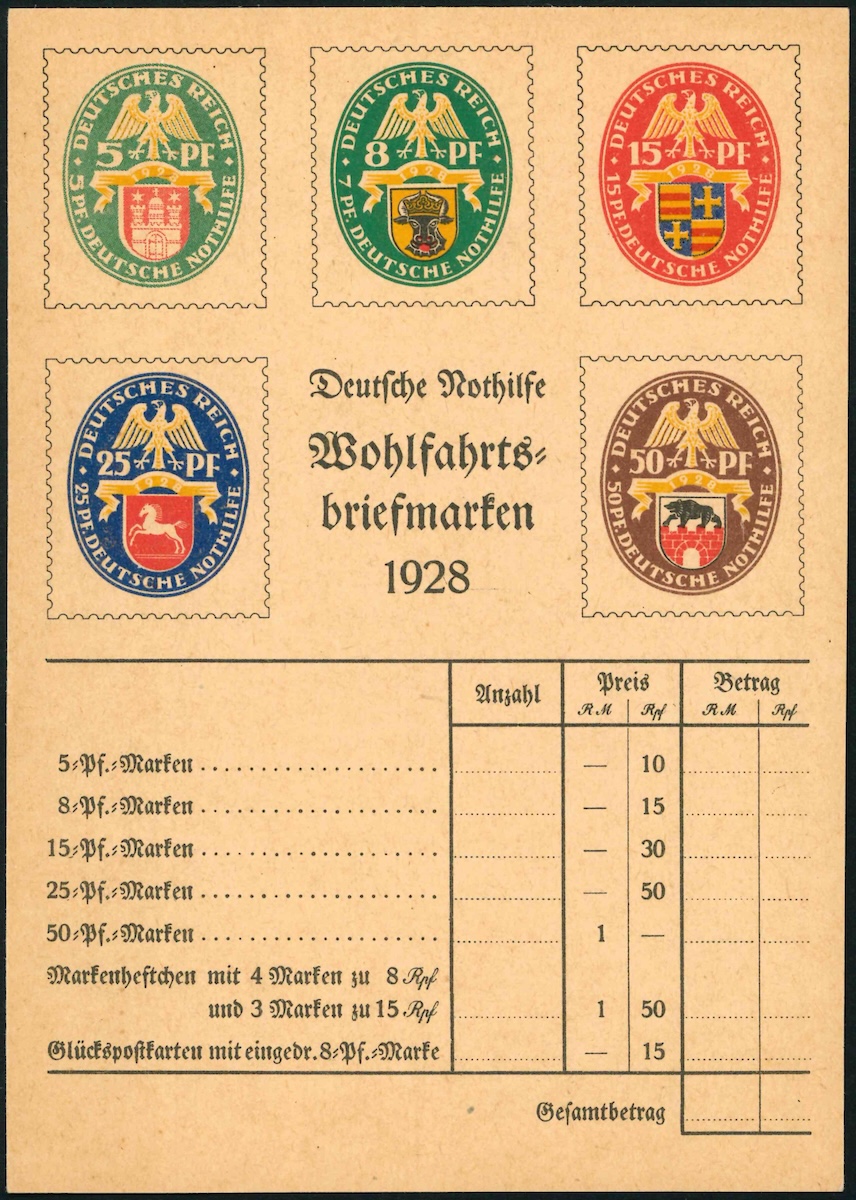 DEUTSCHES REICH
5 PF
1928
5 PF. DEUTSCHE NOTHILFE
DEUTSCHES REICH
8 PF
1928
7 PF. DEUTSCHE NOTHILFE
DEUTSCHES REICH
15 PF
1928
15 PF. DEUTSCHE NOTHILFE
DEUTSCHES REICH
25 PF
1928
25 PF. DEUTSCHE NOTHILFE
Deutsche Nothilfe
Wohlfahrts-
briefmarken
1928
DEUTSCHES REICH
50 PF
1928
50 PF. DEUTSCHE NOTHILFE
Anzahl Preis Betrag
RM Rpf RM Rpf
5-Pf.-Marken .................... — 10
8-Pf.-Marken .................... — 15
15-Pf.-Marken .................... — 30
25-Pf.-Marken .................... — 50
50-Pf.-Marken .................... 1 —
Markenheftchen mit 4 Marken zu 8 Rpf
und 3 Marken zu 15 Rpf 1 50
Glückspostkarten mit eingedr. 8-Pf.-Marke — 15
Gesamtbetrag